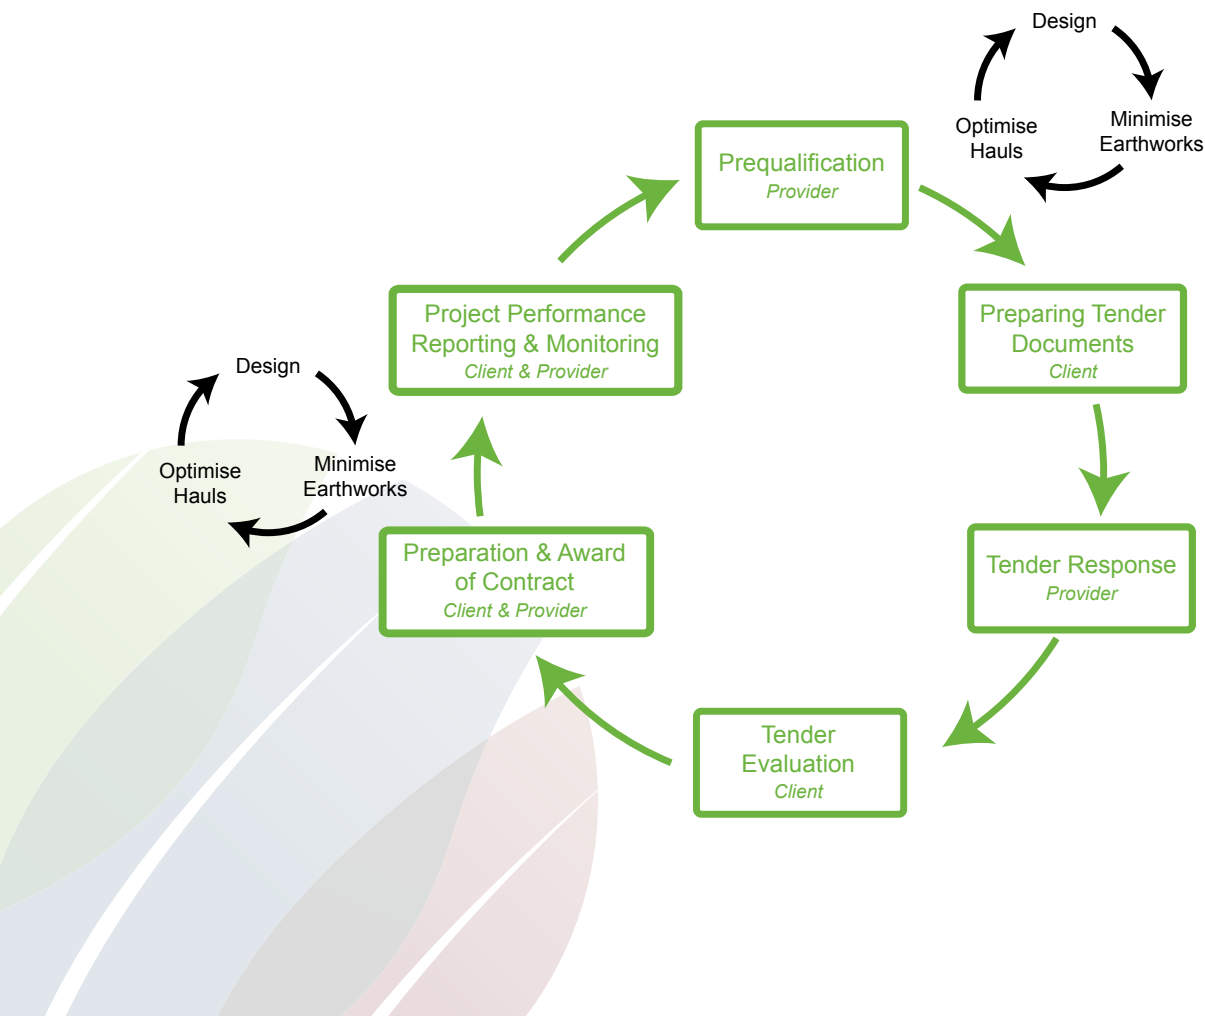 Design
Minimise
Earthworks
Optimise
Hauls
Prequalification
Provider
Preparing Tender
Documents
Client
Tender Response
Provider
Tender
Evaluation
Client
Preparation & Award
of Contract
Client & Provider
Project Performance
Reporting & Monitoring
Client & Provider
Design
Minimise
Earthworks
Optimise
Hauls